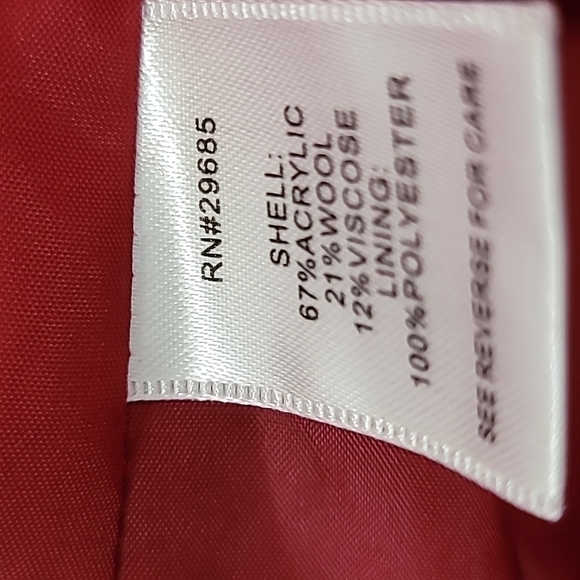 RN#29685
SHELL:
67%ACRYLIC
21%WOOL
12%VISCOSE
LINING:
100%POLYESTER
SEE REVERSE FOR CARE